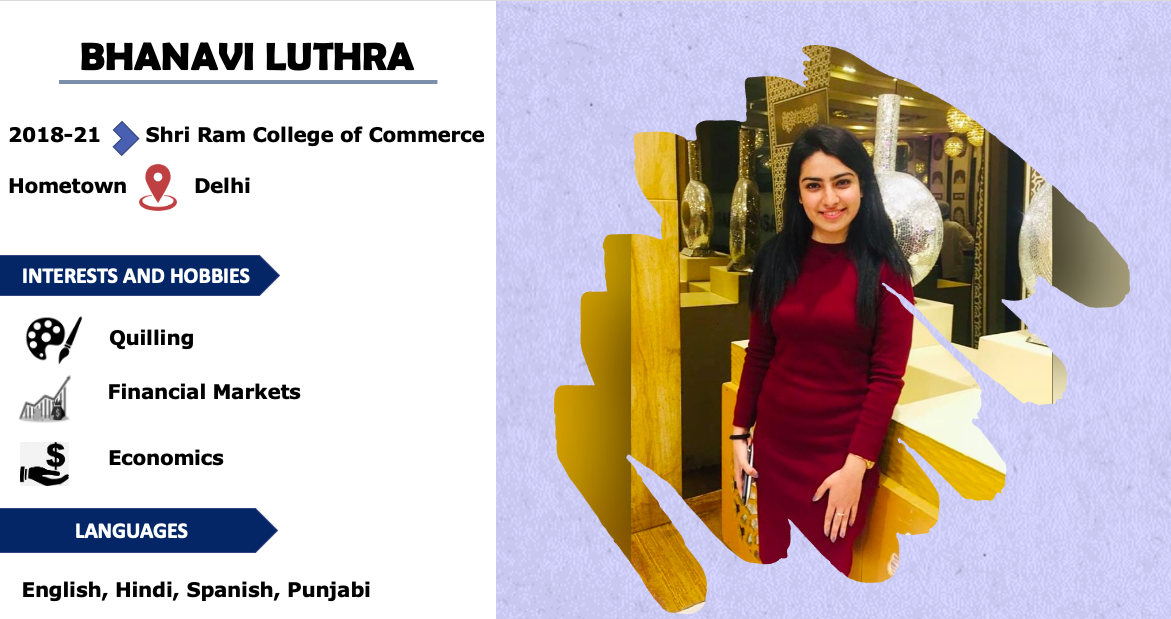 BHANAVI LUTHRA
2018-21 Shri Ram College of Commerce
Hometown Delhi
INTERESTS AND HOBBIES
Quilling
Financial Markets
$
Economics
LANGUAGES
English, Hindi, Spanish, Punjabi